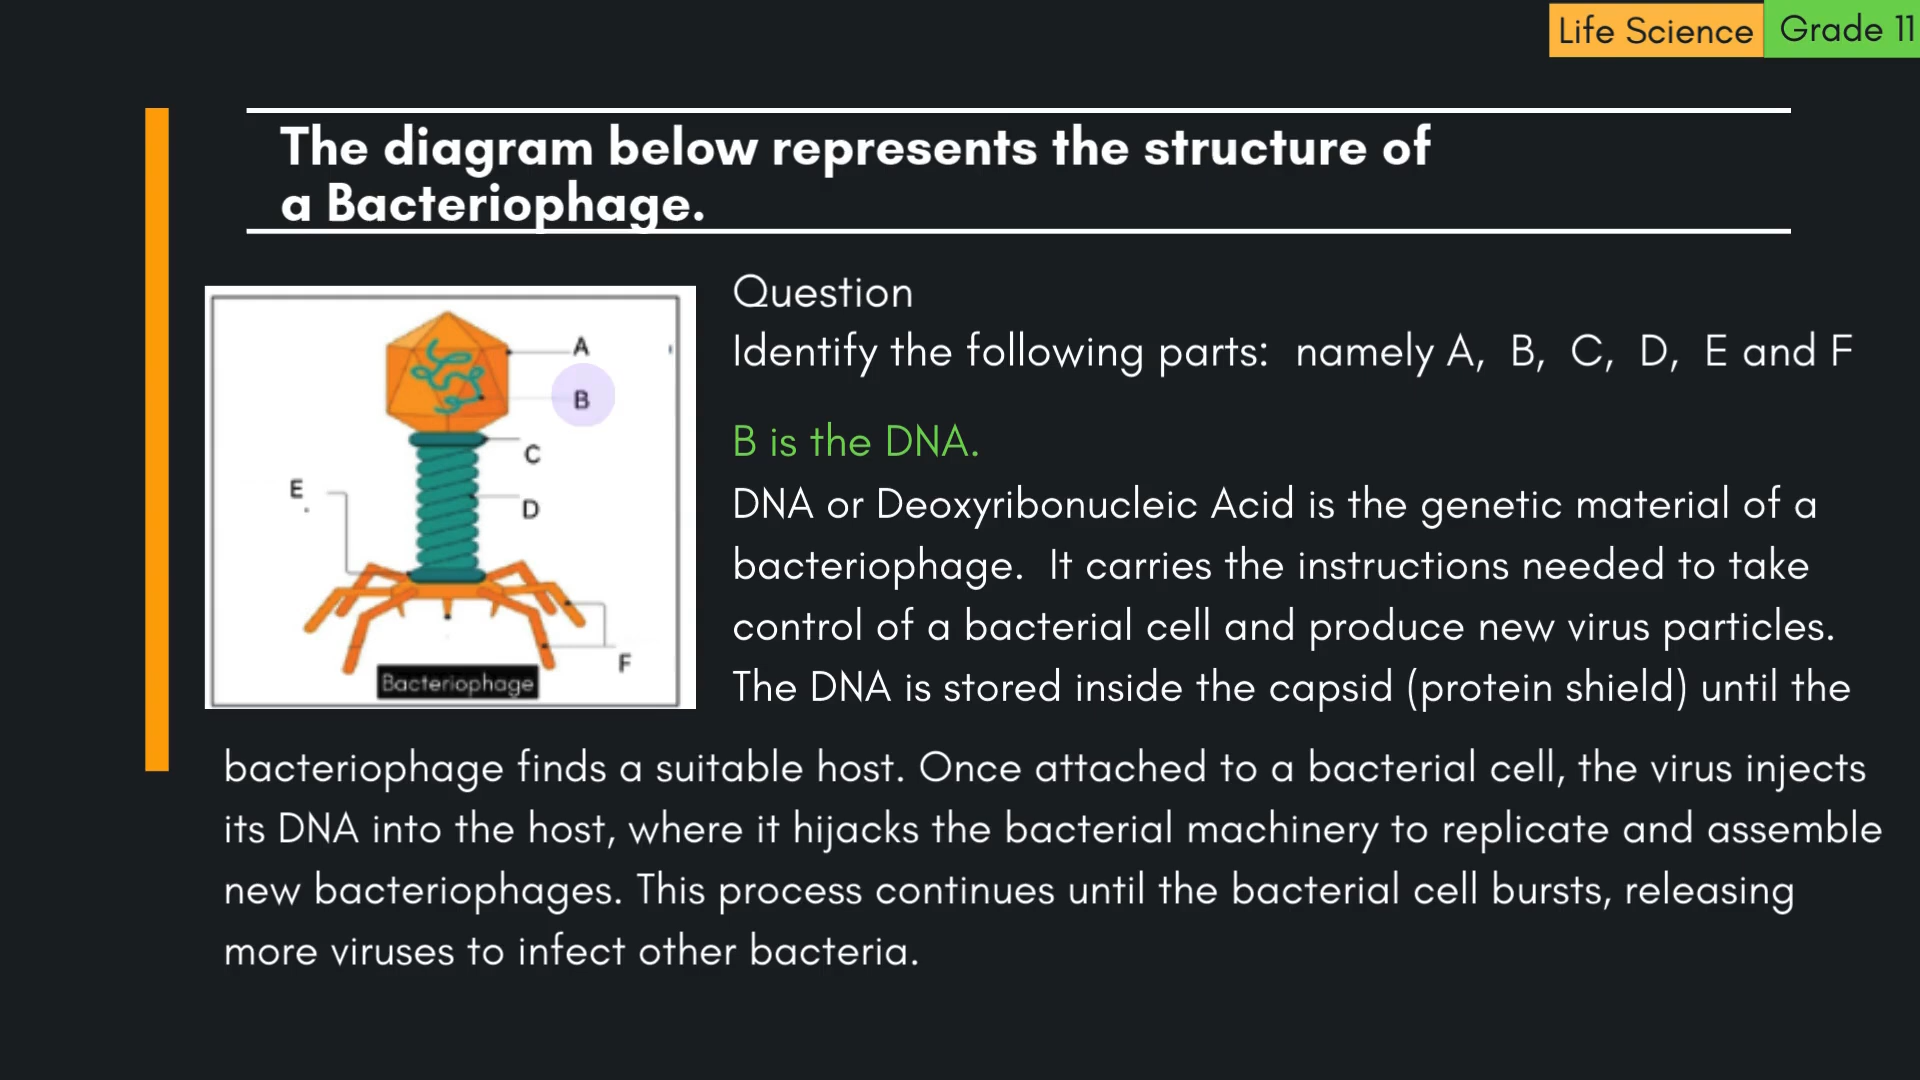 Life Science Grade 11
The diagram below represents the structure of
a Bacteriophage.
Question
Identify the following parts: namely A, B, C, D, E and F
B is the DNA.
DNA or Deoxyribonucleic Acid is the genetic material of a
bacteriophage. It carries the instructions needed to take
control of a bacterial cell and produce new virus particles.
The DNA is stored inside the capsid (protein shield) until the
bacteriophage finds a suitable host. Once attached to a bacterial cell, the virus injects
its DNA into the host, where it hijacks the bacterial machinery to replicate and assemble
new bacteriophages. This process continues until the bacterial cell bursts, releasing
more viruses to infect other bacteria.
A
B
C
D
E
F
Bacteriophage